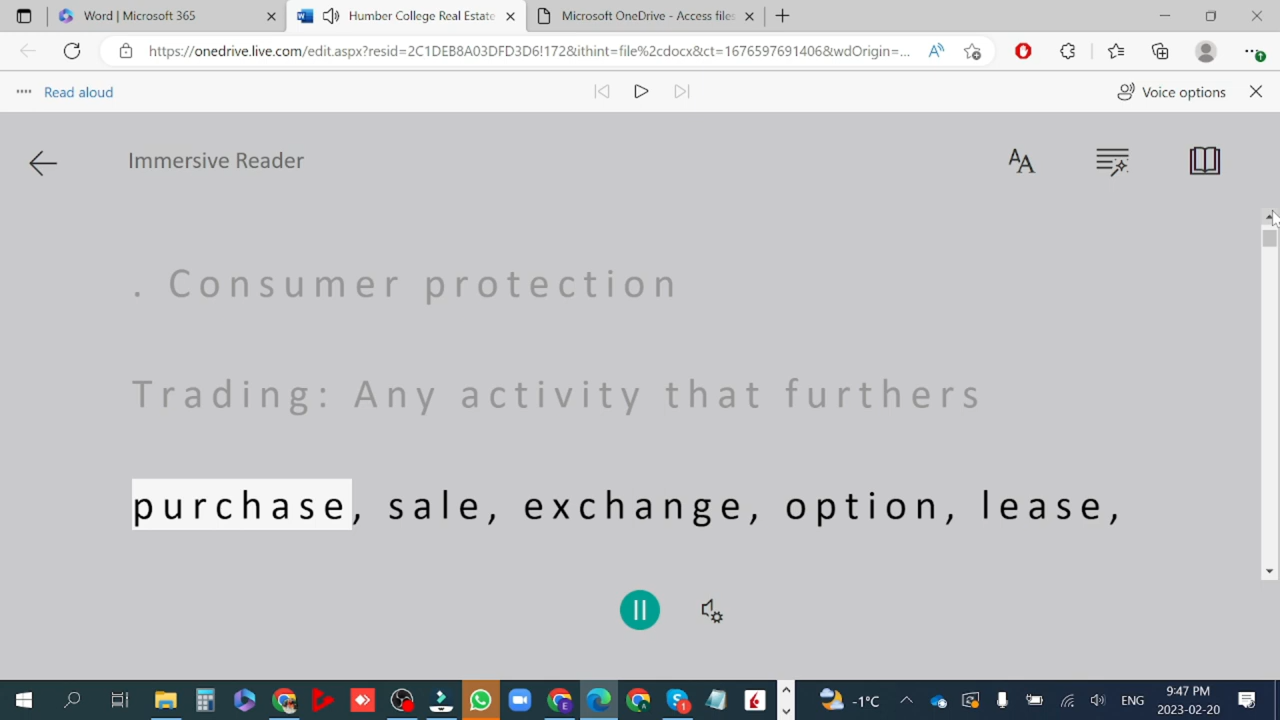 Word | Microsoft 365
Humber College Real Estate
Microsoft OneDrive - Access files
https://onedrive.live.com/edit.aspx?resid=2C1DEB8A03DFD3D6!172&ithint=file%2cdocx&ct=1676597691406&wdOrigin=...
Read aloud
Voice options
Immersive Reader
. Consumer protection
Trading: Any activity that furthers
purchase, sale, exchange, option, lease,
-1°C
ENG
9:47 PM
2023-02-20